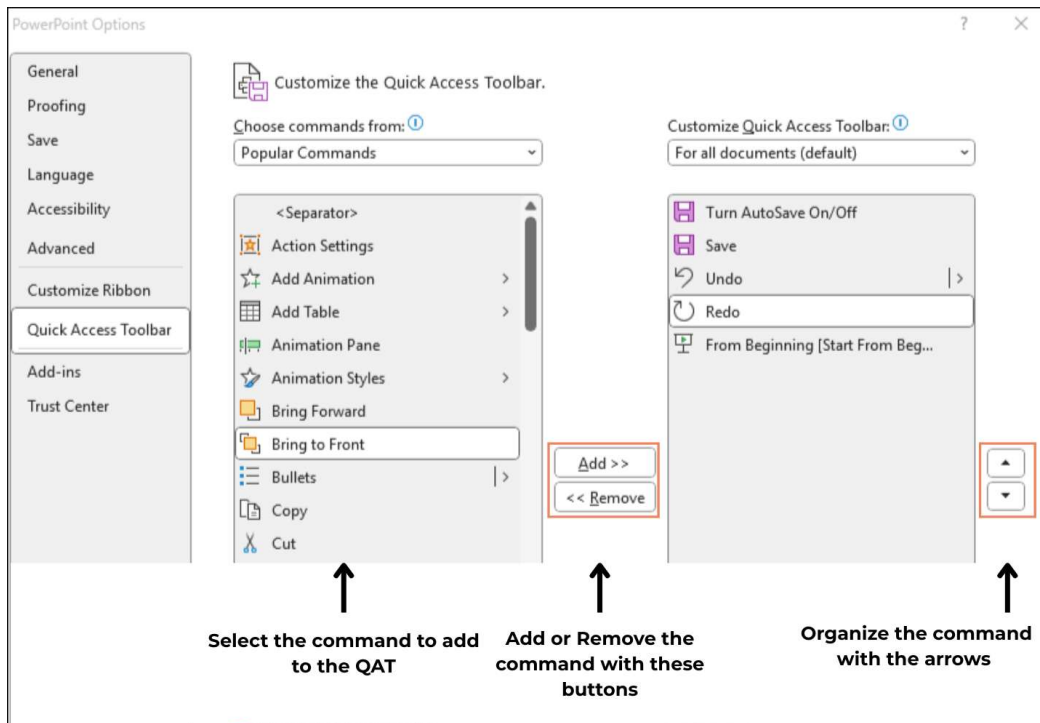 PowerPoint Options
?
General
Proofing
Save
Language
Accessibility
Advanced
Customize Ribbon
Quick Access Toolbar
Add-ins
Trust Center
Customize the Quick Access Toolbar.
Choose commands from:
Popular Commands
<Separator>
Action Settings
Add Animation
Add Table
Animation Pane
Animation Styles
Bring Forward
Bring to Front
Bullets
Copy
Cut
Add >>
<< Remove
Customize Quick Access Toolbar:
For all documents (default)
Turn AutoSave On/Off
Save
Undo
Redo
From Beginning [Start From Beg...
Select the command to add
to the QAT
Add or Remove the
command with these
buttons
Organize the command
with the arrows